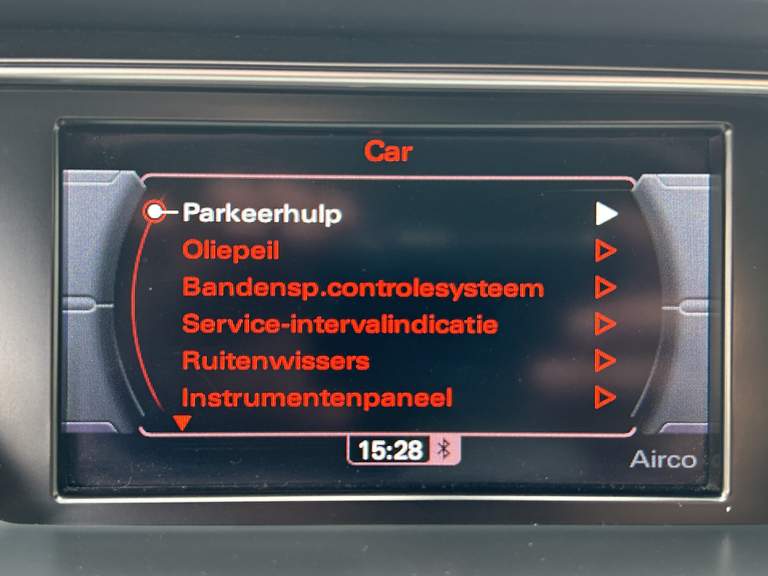 Car
Parkeerhulp
Oliepeil
Bandensp.controlesysteem
Service-intervalindicatie
Ruitenwissers
Instrumentenpaneel
15:28
Airco